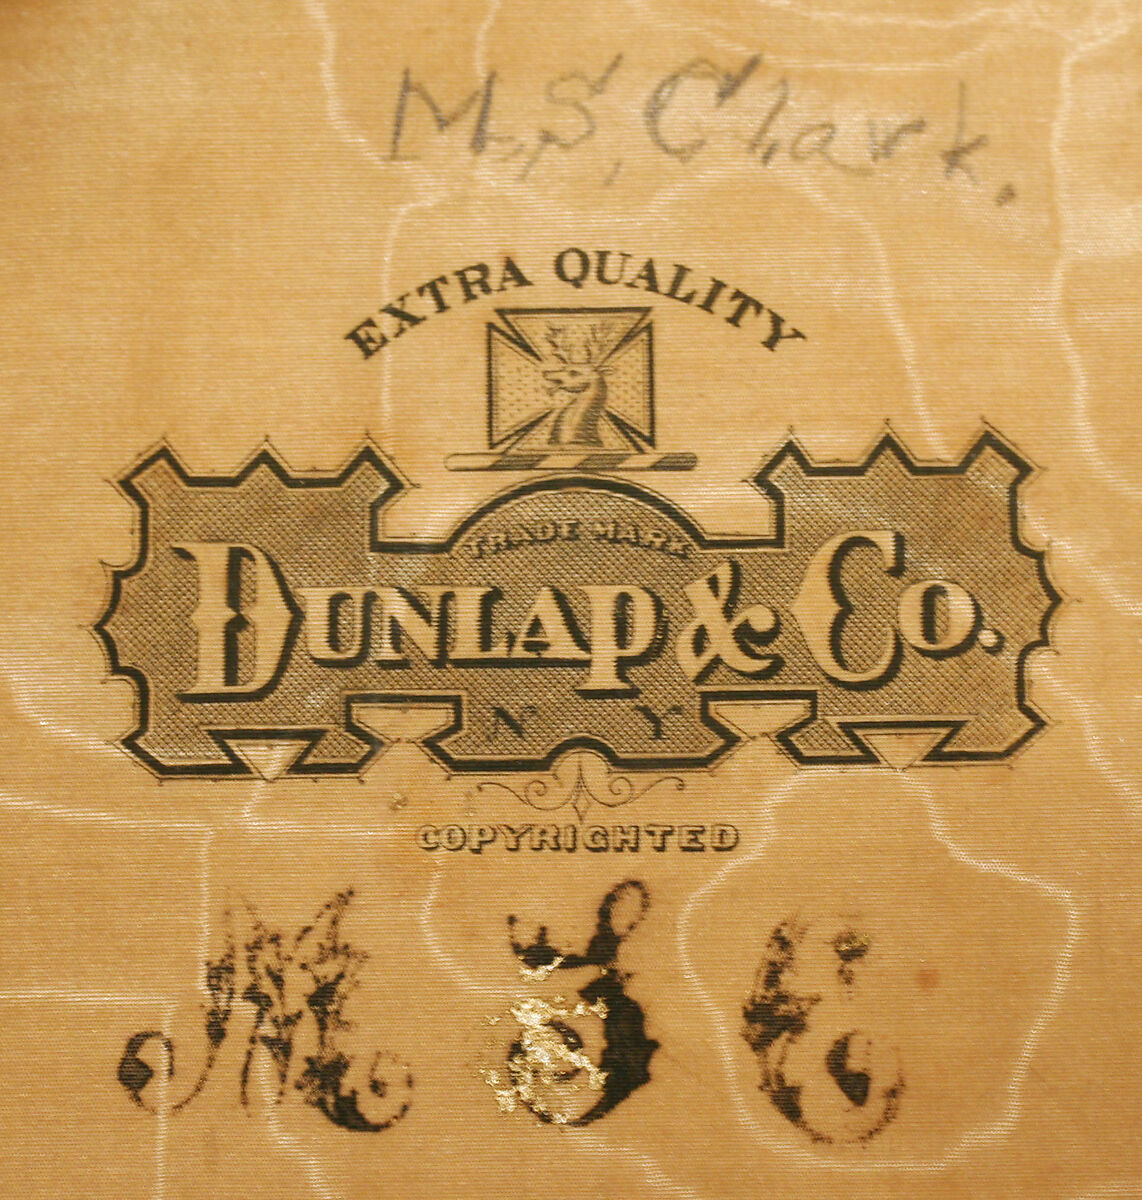 M. S. Clark.
EXTRA QUALITY
TRADE MARK
DUNLAP & CO.
N Y
COPYRIGHTED
M S C